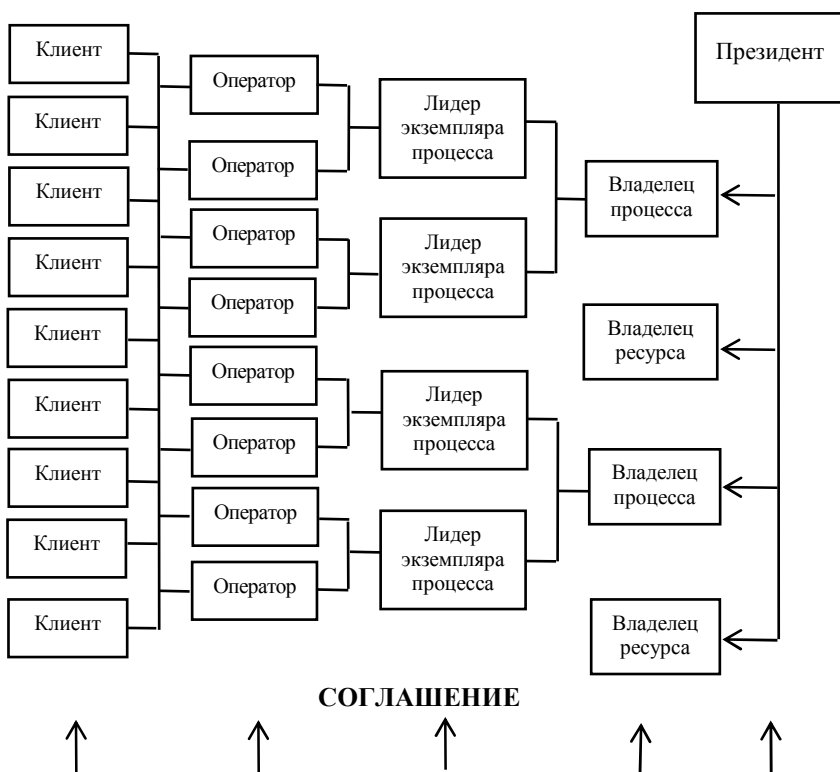 Клиент
Клиент
Клиент
Клиент
Клиент
Клиент
Клиент
Клиент
Клиент
Оператор
Оператор
Оператор
Оператор
Оператор
Оператор
Оператор
Оператор
Лидер
экземпляра
процесса
Лидер
экземпляра
процесса
Лидер
экземпляра
процесса
Лидер
экземпляра
процесса
Владелец
процесса
Владелец
ресурса
Владелец
процесса
Владелец
ресурса
Президент
СОГЛАШЕНИЕ